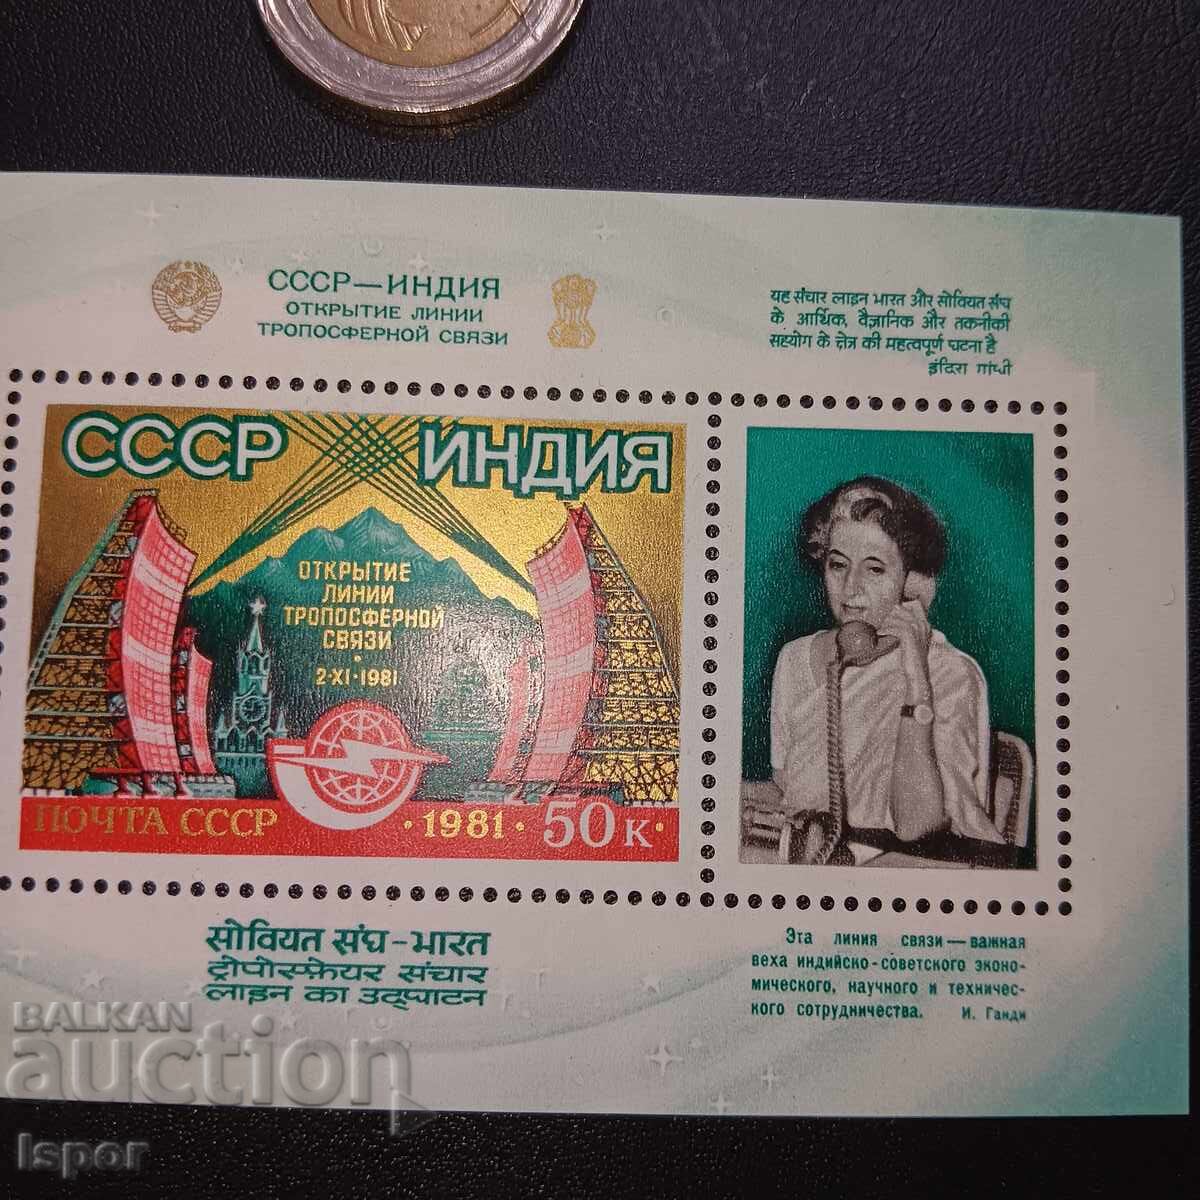 СССР—ИНДИЯ
ОТКРЫТИЕ ЛИНИИ
ТРОПОСФЕРНОЙ СВЯЗИ
यह संचार लाइन भारत और सोवियत संघ
के आर्थिक, वैज्ञानिक और तकनीकी
सहयोग के क्षेत्र की महत्वपूर्ण घटना है
इंदिरा गांधी
СССР ИНДИЯ
ОТКРЫТИЕ
ЛИНИИ
ТРОПОСФЕРНОЙ
СВЯЗИ
2·XI·1981
ПОЧТА СССР ·1981· 50к·
सोवियत संघ-भारत
ट्रोपोस्फ़ेयर संचार
लाइन का उद्घाटन
Эта линия связи—важная
веха индийско-советского эконо-
мического, научного и техничес-
кого сотрудничества. И. Ганди
BALKAN
auction
Ispor